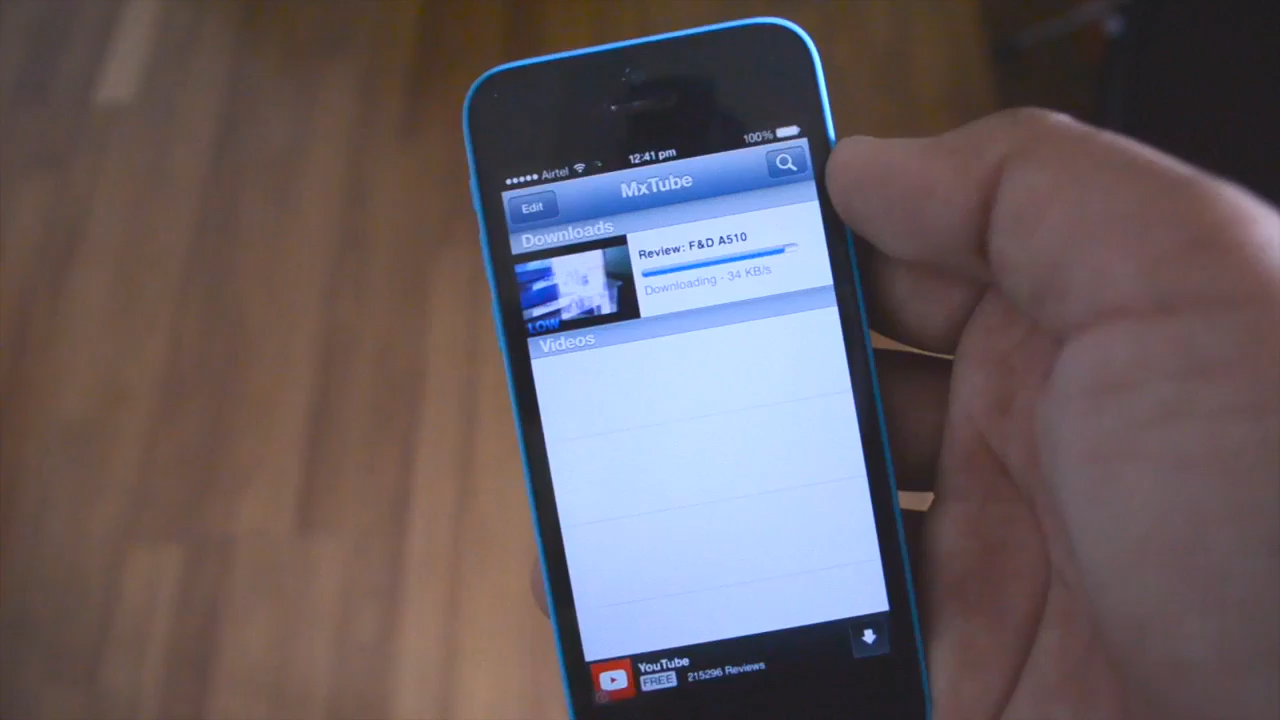 ●●●●● Airtel 12:41 pm 100%
Edit MxTube
Downloads
Review: F&D A510
Downloading - 34 KB/s
LOW
Videos
YouTube
FREE 215296 Reviews